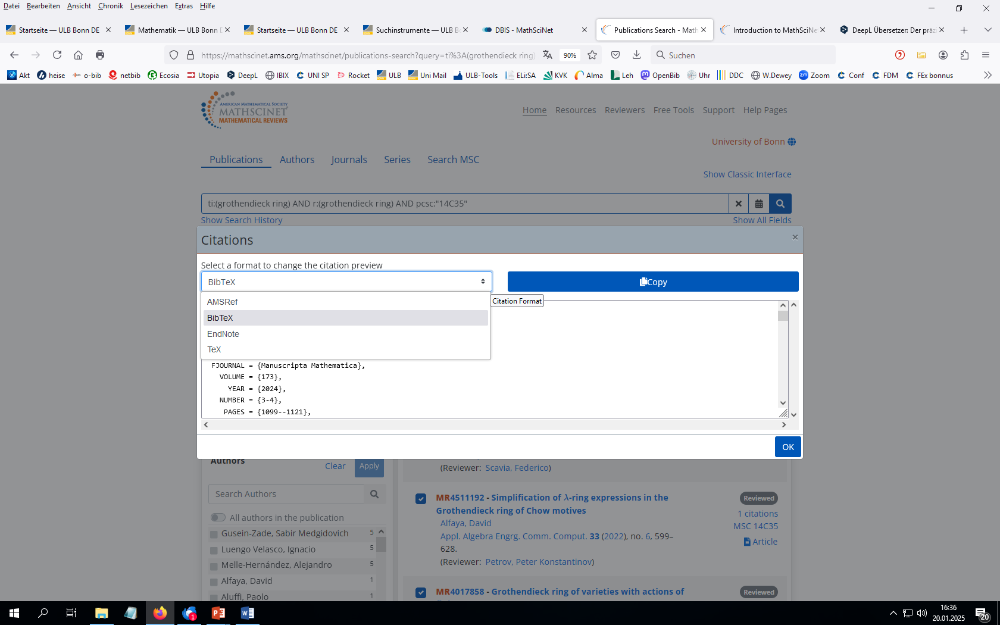 Datei Bearbeiten Ansicht Chronik Lesezeichen Extras Hilfe
Startseite — ULB Bonn DE
Mathematik — ULB Bonn
Startseite — ULB Bonn DE
Suchinstrumente — ULB
DBIS - MathSciNet
Publications Search - Math
Introduction to MathSciNe
DeepL Übersetzer: Der präz
https://mathscinet.ams.org/mathscinet/publications-search?query=ti%3A(grothendieck ring) 90% Suchen
Akt heise o-bib netbib Ecosia Utopia DeepL IBIX UNI SP Rocket ULB Uni Mail ULB-Tools ELi:SA KVK Alma Leh OpenBib Uhr DDC W.Dewey Zoom Conf FDM FEx bonnus
AMERICAN MATHEMATICAL SOCIETY
MATHSCINET
MATHEMATICAL REVIEWS
Home Resources Reviewers Free Tools Support Help Pages
University of Bonn
Publications Authors Journals Series Search MSC
Show Classic Interface
ti:(grothendieck ring) AND r:(grothendieck ring) AND pcsc:"14C35"
Show Search History Show All Fields
Citations
Select a format to change the citation preview
BibTeX Copy
AMSRef
Citation Format
BibTeX
EndNote
TeX
FJOURNAL = {Manuscripta Mathematica},
VOLUME = {173},
YEAR = {2024},
NUMBER = {3-4},
PAGES = {1099--1121},
OK
Authors
Clear Apply
Search Authors
All authors in the publication
Gusein-Zade, Sabir Medgidovich 5
Luengo Velasco, Ignacio 5
Melle-Hernández, Alejandro 5
Alfaya, David 1
Aluffi, Paolo 1
(Reviewer: Scavia, Federico)
MR4511192 - Simplification of λ-ring expressions in the
Grothendieck ring of Chow motives
Alfaya, David
Appl. Algebra Engrg. Comm. Comput. 33 (2022), no. 6, 599–
628.
(Reviewer: Petrov, Peter Konstantinov)
Reviewed
1 citations
MSC 14C35
Article
MR4017858 - Grothendieck ring of varieties with actions of
Reviewed
1
16:36
20.01.2025
20